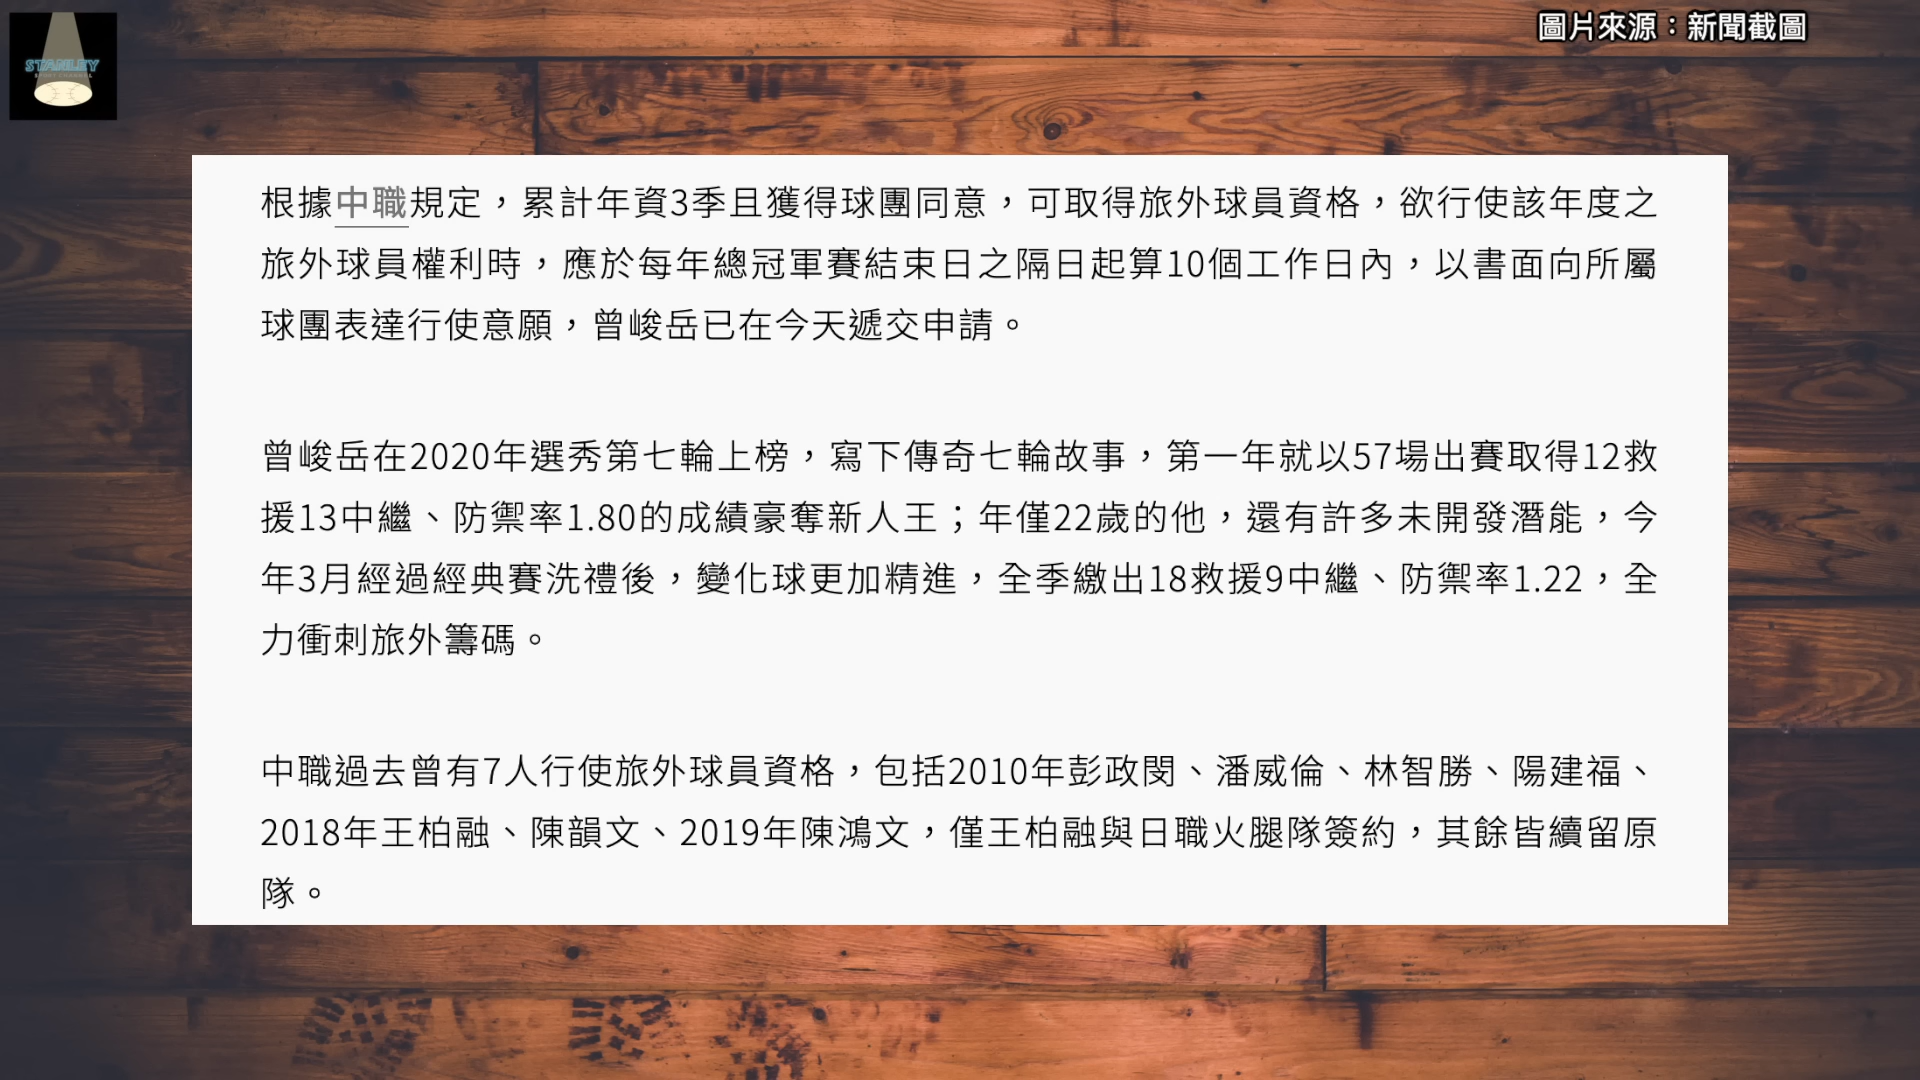 圖片來源：新聞截圖
STANLEY
根據中職規定，累計年資3季且獲得球團同意，可取得旅外球員資格，欲行使該年度之
旅外球員權利時，應於每年總冠軍賽結束日之隔日起算10個工作日內，以書面向所屬
球團表達行使意願，曾峻岳已在今天遞交申請。
曾峻岳在2020年選秀第七輪上榜，寫下傳奇七輪故事，第一年就以57場出賽取得12救
援13中繼、防禦率1.80的成績豪奪新人王；年僅22歲的他，還有許多未開發潛能，今
年3月經過經典賽洗禮後，變化球更加精進，全季繳出18救援9中繼、防禦率1.22，全
力衝刺旅外籌碼。
中職過去曾有7人行使旅外球員資格，包括2010年彭政閔、潘威倫、林智勝、陽建福、
2018年王柏融、陳韻文、2019年陳鴻文，僅王柏融與日職火腿隊簽約，其餘皆續留原
隊。